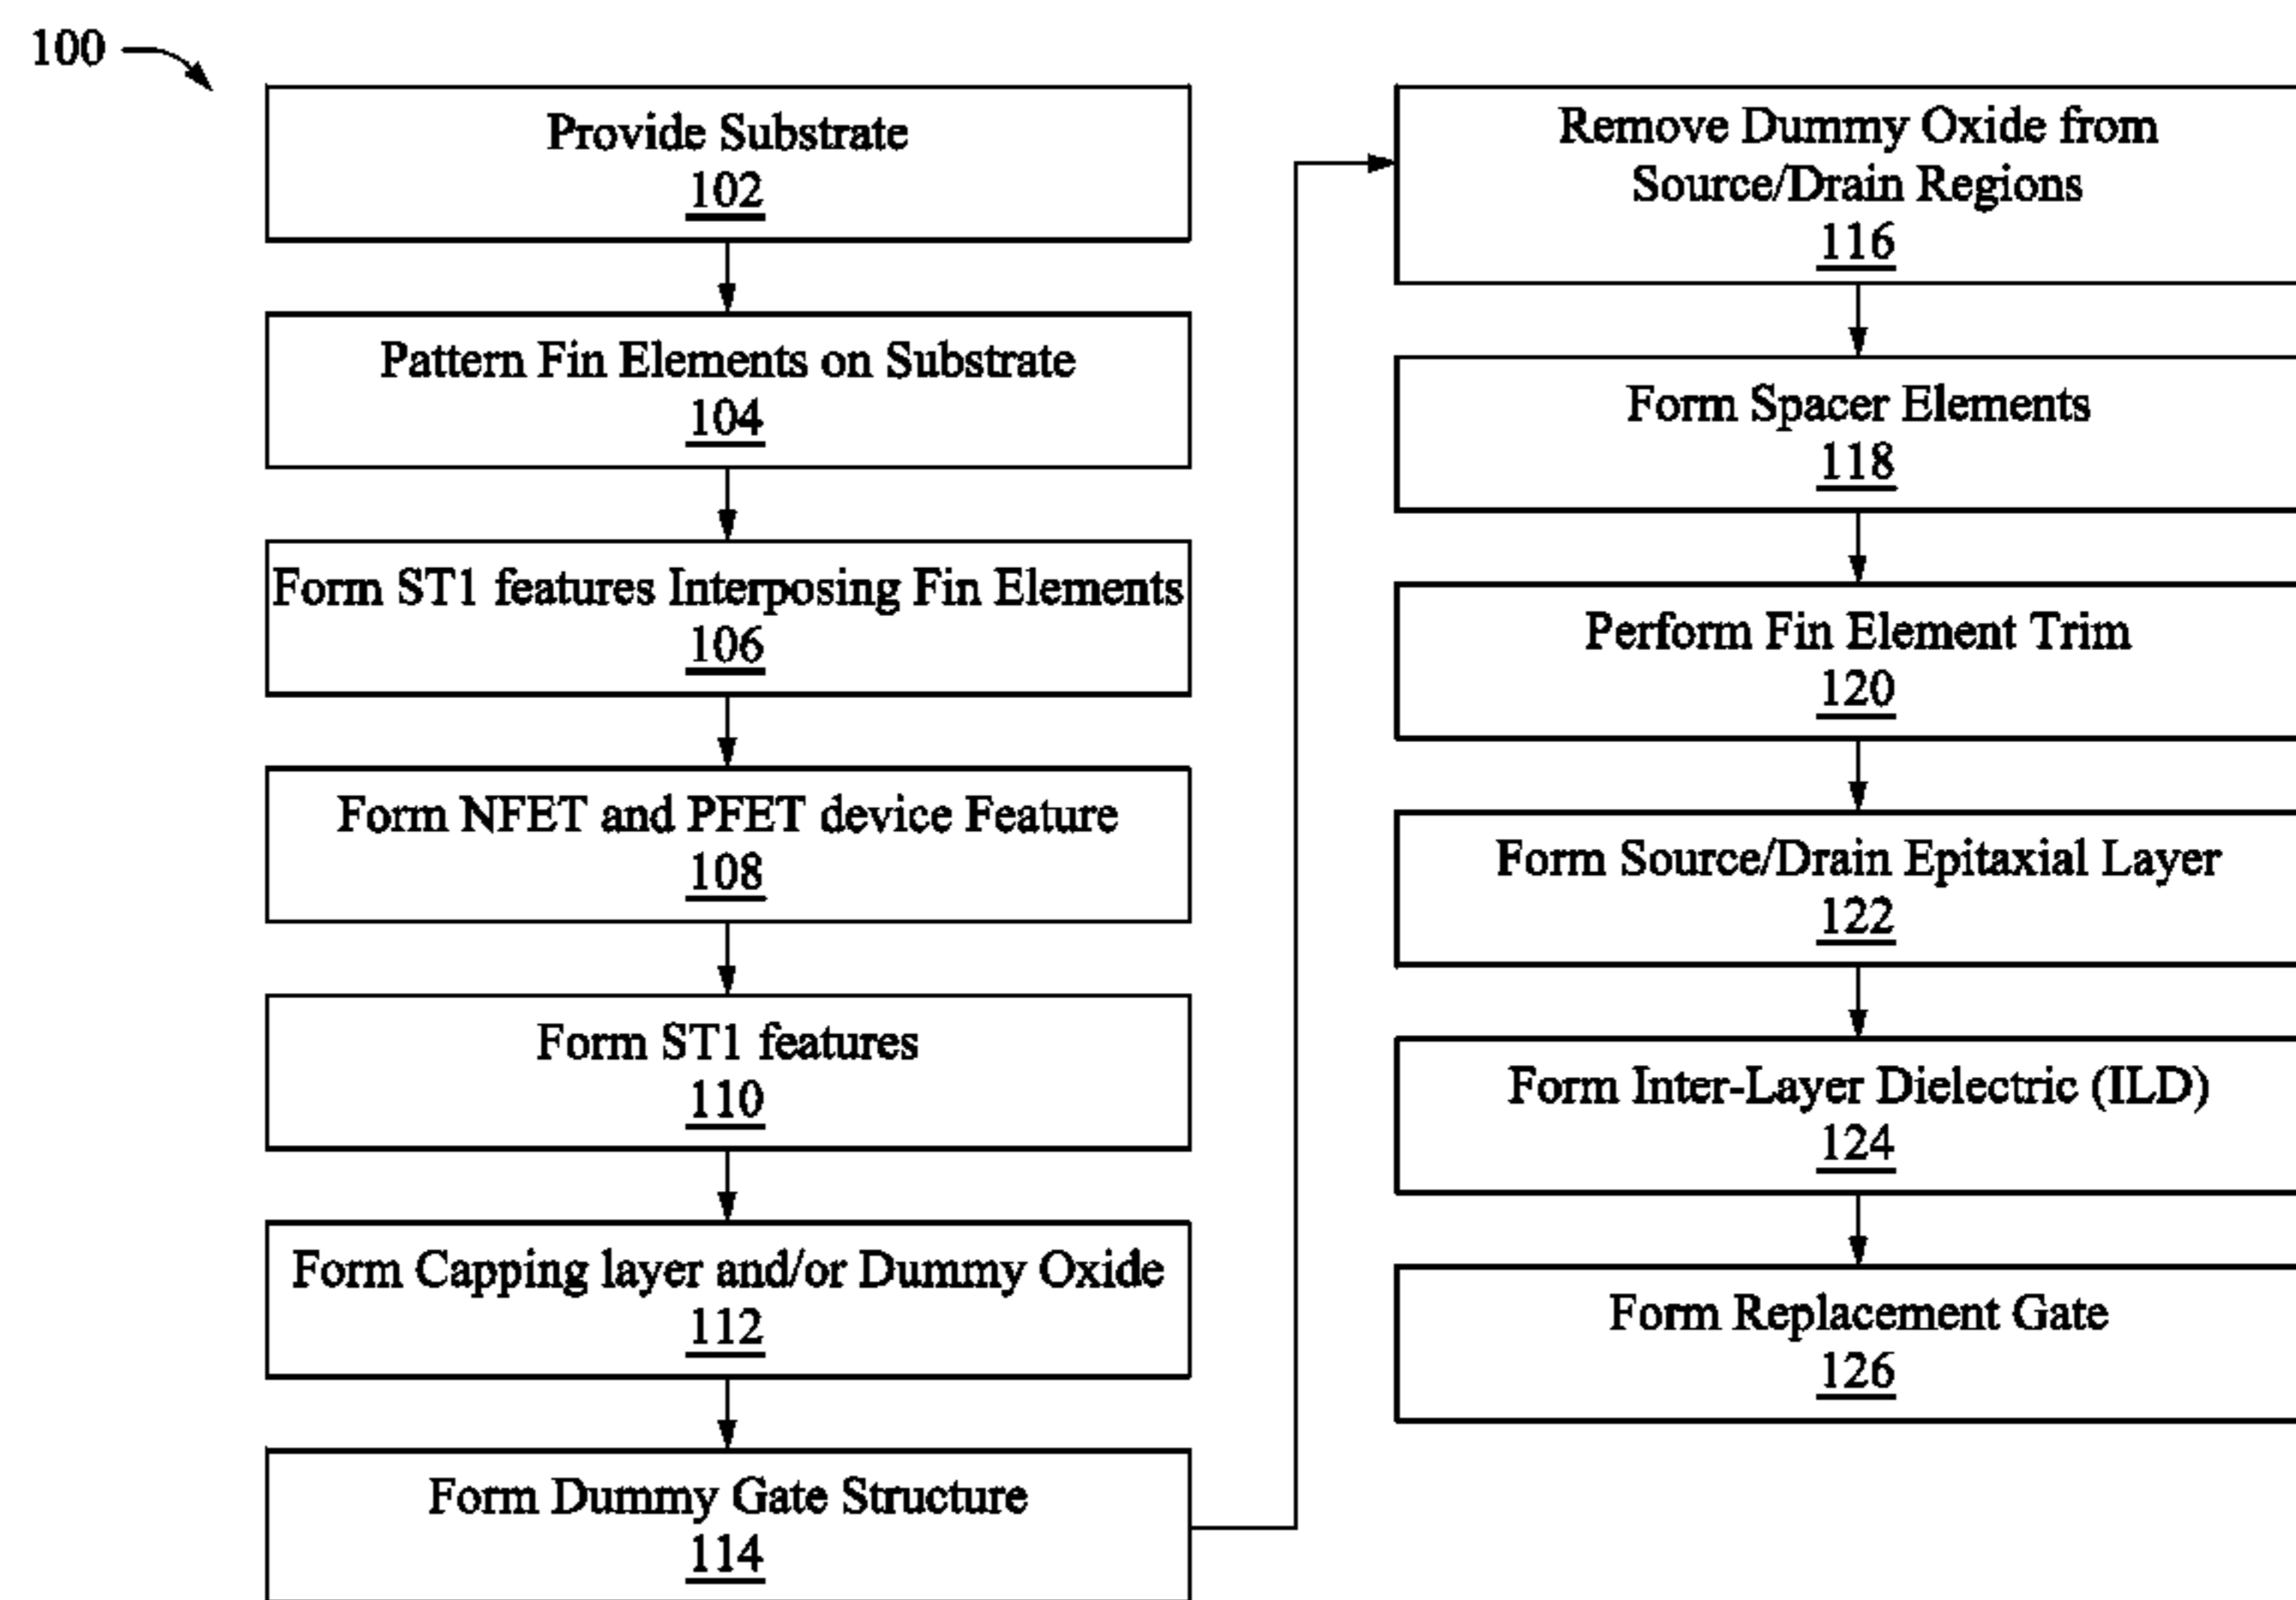 100
Provide Substrate
102
Pattern Fin Elements on Substrate
104
Form ST1 features Interposing Fin Elements
106
Form NFET and PFET device Feature
108
Form ST1 features
110
Form Capping layer and/or Dummy Oxide
112
Form Dummy Gate Structure
114
Remove Dummy Oxide from
Source/Drain Regions
116
Form Spacer Elements
118
Perform Fin Element Trim
120
Form Source/Drain Epitaxial Layer
122
Form Inter-Layer Dielectric (ILD)
124
Form Replacement Gate
126